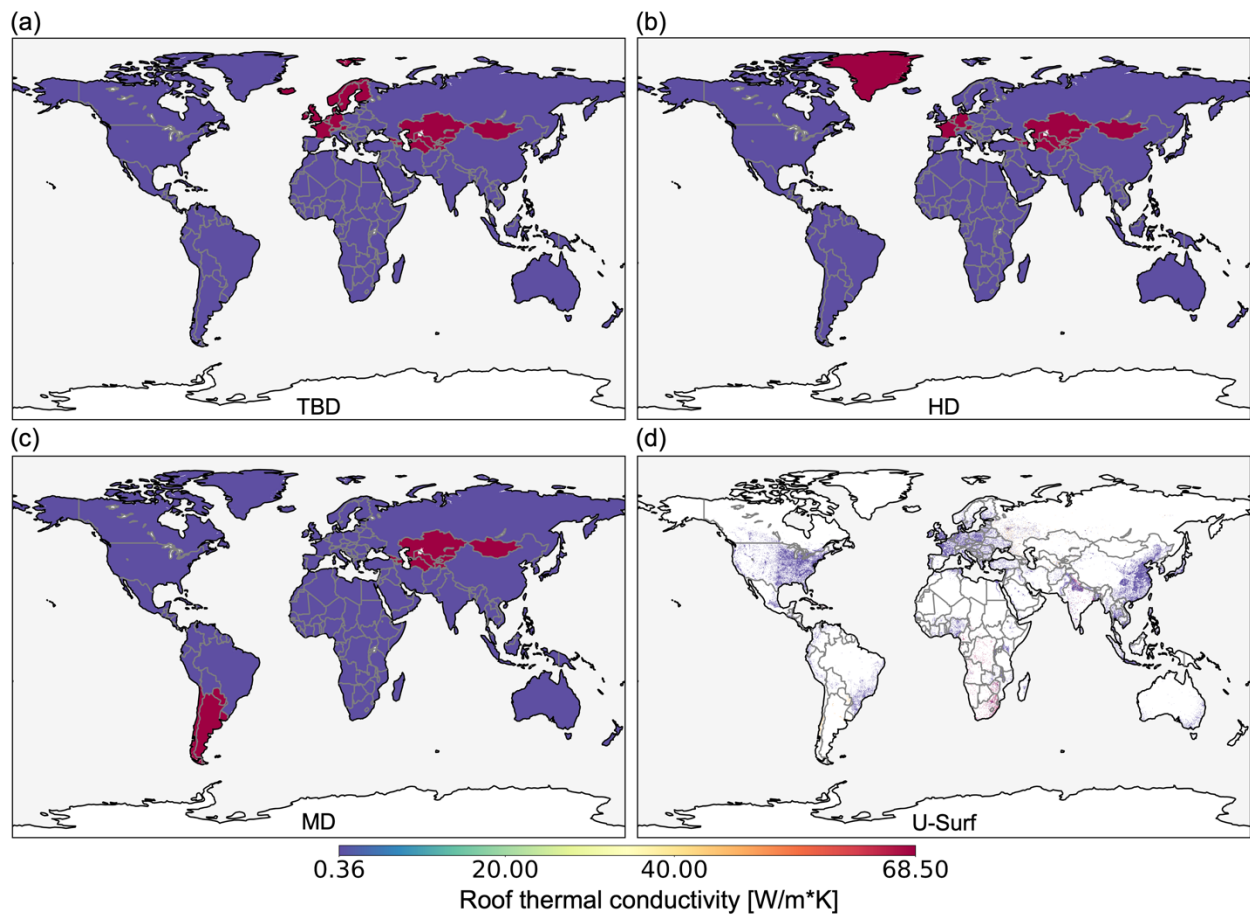 (a)
(b)
TBD
HD
(c)
(d)
MD
U-Surf
0.36 20.00 40.00 68.50
Roof thermal conductivity [W/m*K]